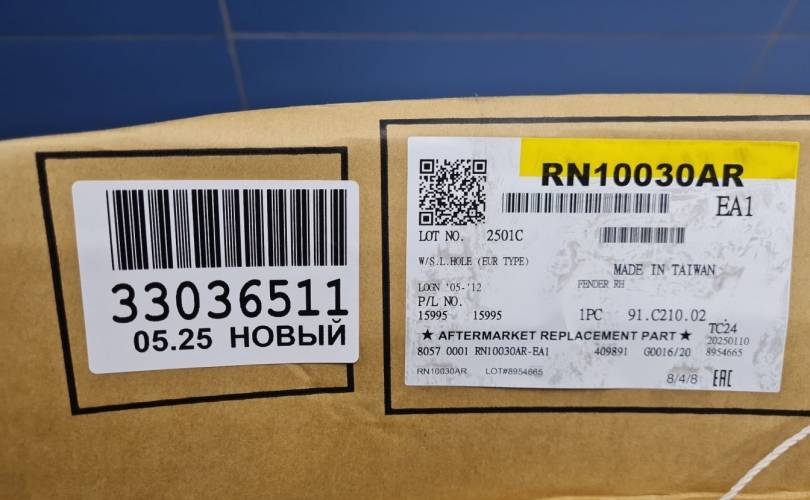 33036511
05.25 НОВЫЙ
RN10030AR
EA1
LOT NO. 2501C
W/S.L.HOLE (EUR TYPE)
MADE IN TAIWAN
LOGN '05-'12 FENDER RH
P/L NO.
15995 15995 1PC 91.C210.02
★ AFTERMARKET REPLACEMENT PART ★ TC24
20250110
8057 0001 RN10030AR-EA1 409891 G0016/20 8954665
RN10030AR LOT#8954665 8/4/8 EAC